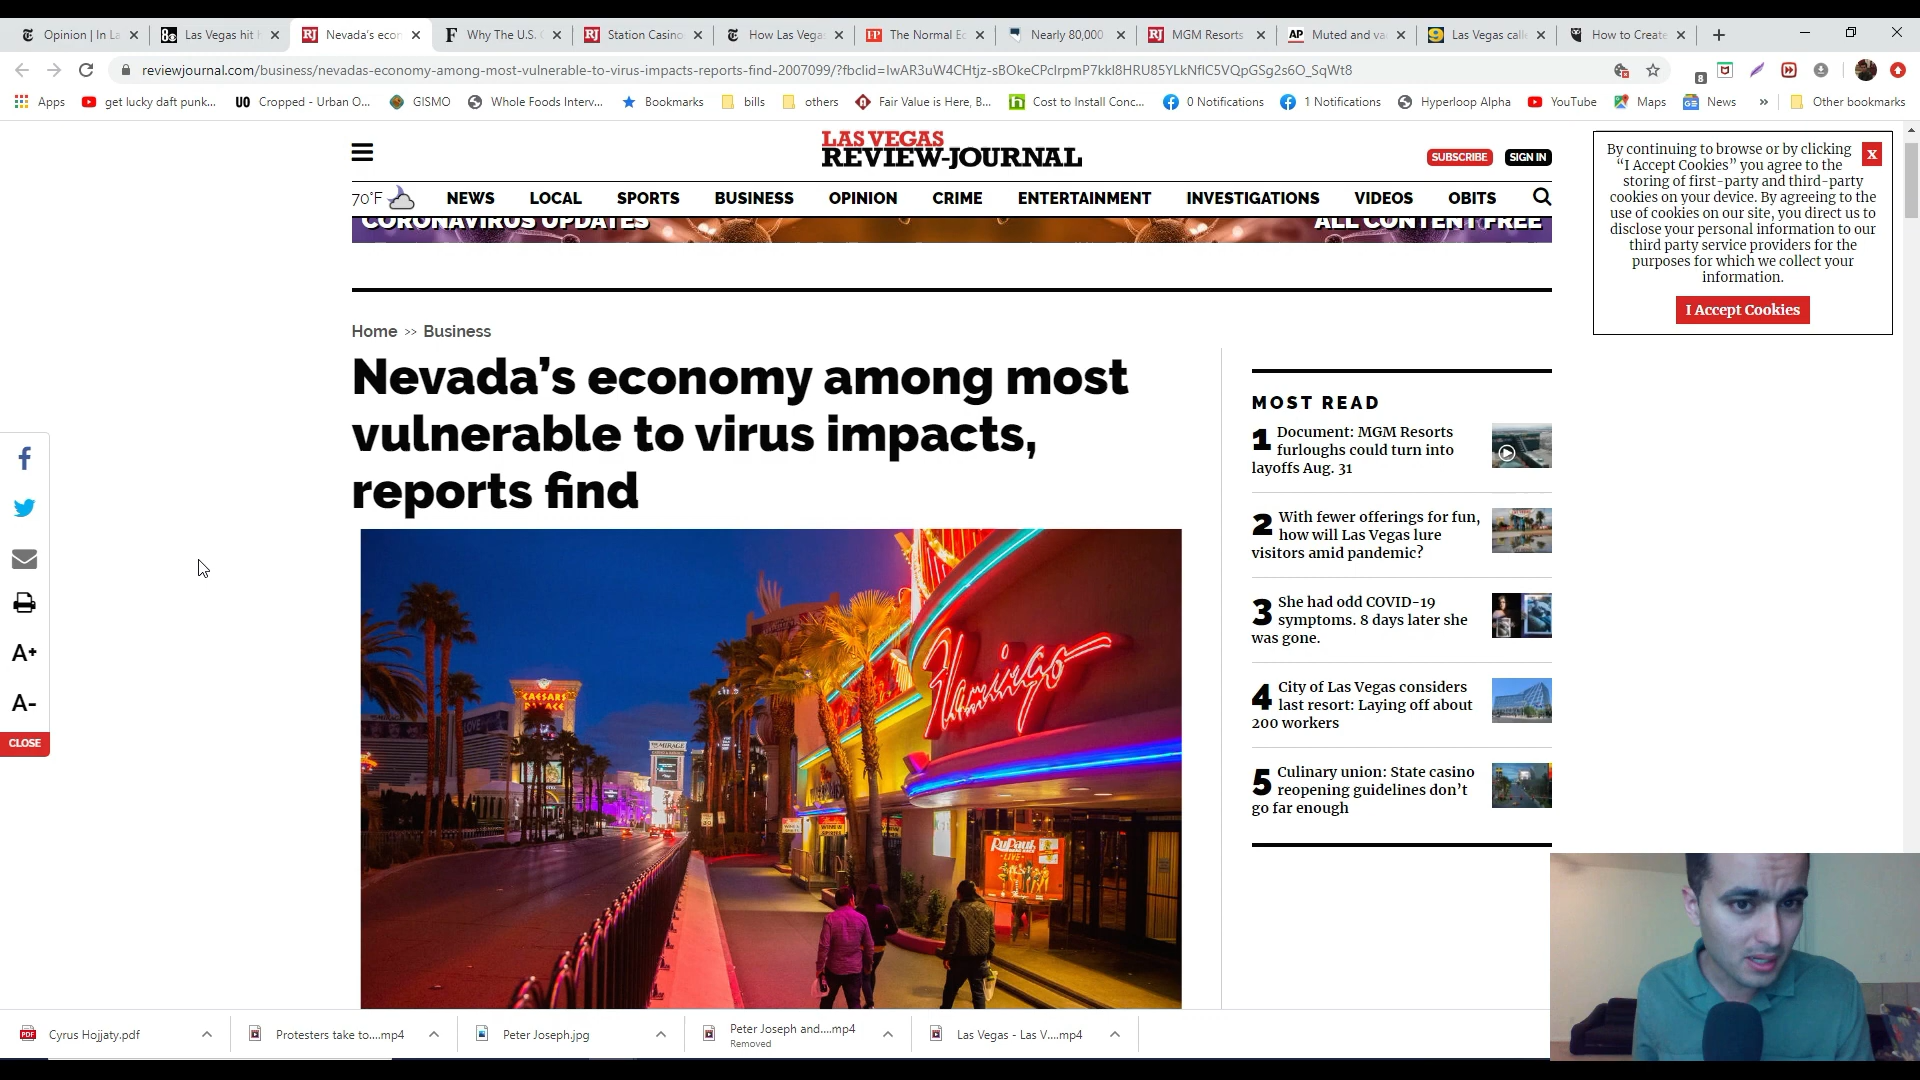 Opinion | In La
Las Vegas hit h
Nevada's econ
Why The U.S. C
Station Casino
How Las Vegas
The Normal Ec
Nearly 80,000
MGM Resorts
Muted and va
Las Vegas call
How to Create
reviewjournal.com/business/nevadas-economy-among-most-vulnerable-to-virus-impacts-reports-find-2007099/?fbclid=IwAR3uW4CHtjz-sBOkeCPclrpmP7kkI8HRU85YLkNfIC5VQpGSg2s6O_SqWt8
Apps
get lucky daft punk...
UO Cropped - Urban O...
GISMO
Whole Foods Interv...
Bookmarks
bills
others
Fair Value is Here, B...
Cost to Install Conc...
0 Notifications
1 Notifications
Hyperloop Alpha
YouTube
Maps
News
»
Other bookmarks
LAS VEGAS
REVIEW-JOURNAL
SUBSCRIBE
SIGN IN
70°F
NEWS LOCAL SPORTS BUSINESS OPINION CRIME ENTERTAINMENT INVESTIGATIONS VIDEOS OBITS
CORONAVIRUS UPDATES
ALL CONTENT FREE
By continuing to browse or by clicking
“I Accept Cookies” you agree to the
storing of first-party and third-party
cookies on your device. By agreeing to the
use of cookies on our site, you direct us to
disclose your personal information to our
third party service providers for the
purposes for which we collect your
information.
X
I Accept Cookies
Home >> Business
Nevada’s economy among most
vulnerable to virus impacts,
reports find
A+
A-
CLOSE
CAESARS
PALACE
MIRAGE
LOVE
Flamingo
RuPaul
LIVE
MOST READ
1 Document: MGM Resorts
furloughs could turn into
layoffs Aug. 31
2 With fewer offerings for fun,
how will Las Vegas lure
visitors amid pandemic?
3 She had odd COVID-19
symptoms. 8 days later she
was gone.
4 City of Las Vegas considers
last resort: Laying off about
200 workers
5 Culinary union: State casino
reopening guidelines don’t
go far enough
Cyrus Hojjaty.pdf
Protesters take to....mp4
Peter Joseph.jpg
Peter Joseph and....mp4
Removed
Las Vegas - Las V....mp4